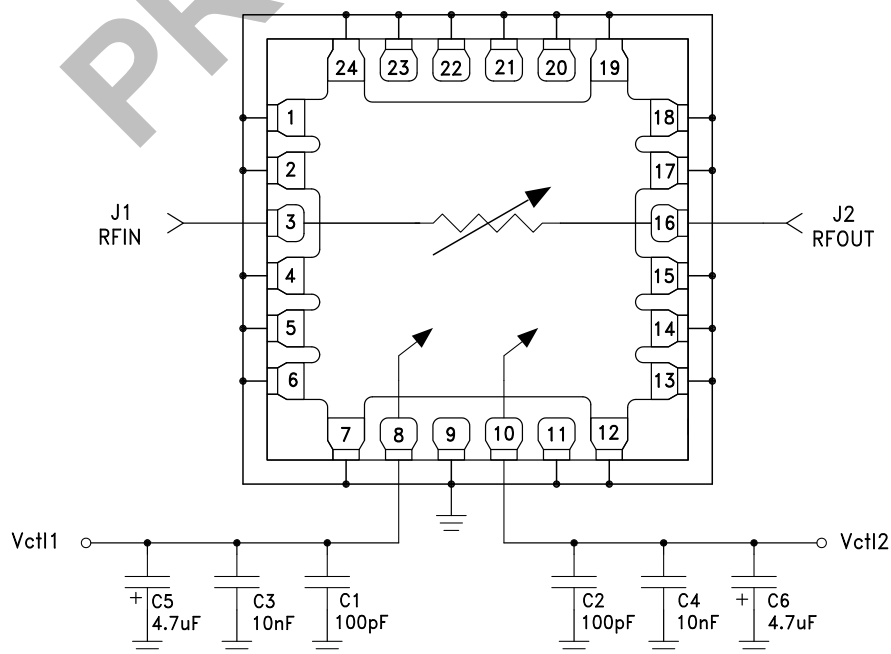 PR
24 23 22 21 20 19
1 18
2 17
J1
RFIN
3 16
J2
RFOUT
4 15
5 14
6 13
7 8 9 10 11 12
Vctl1
Vctl2
+ C5
4.7uF
C3
10nF
C1
100pF
C2
100pF
C4
10nF
+ C6
4.7uF